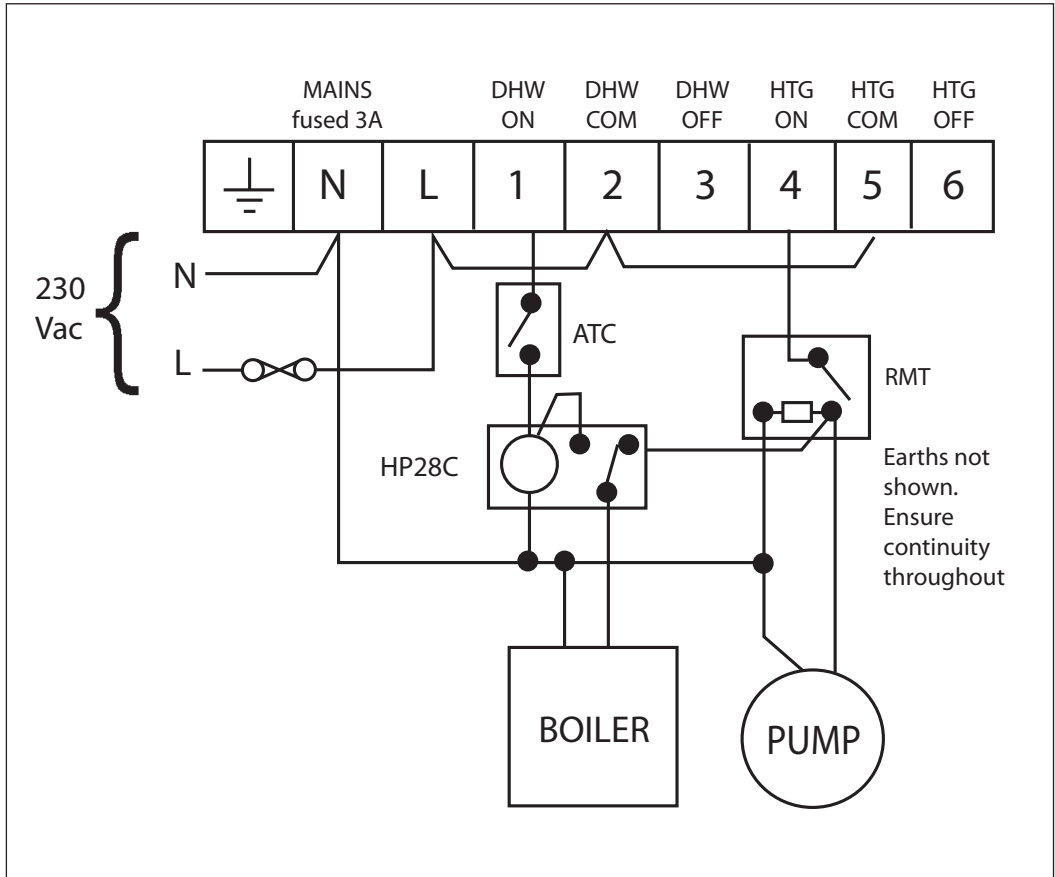 MAINS
fused 3A
DHW
ON
DHW
COM
DHW
OFF
HTG
ON
HTG
COM
HTG
OFF
N L 1 2 3 4 5 6
230
Vac
N
L
ATC
RMT
HP28C
Earths not
shown.
Ensure
continuity
throughout
BOILER
PUMP